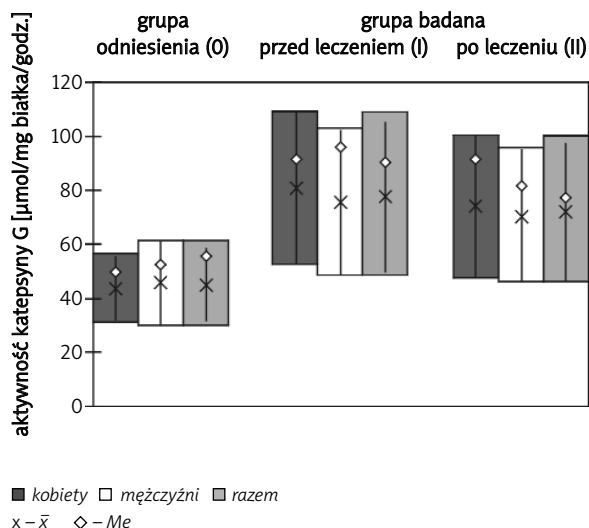 grupa
odniesienia (0)
grupa badana
przed leczeniem (I) po leczeniu (II)
aktywność katepsyny G [µmol/mg białka/godz.]
120
100
80
60
40
20
0
kobiety mężczyźni razem
x – x̄ ◇ – Me